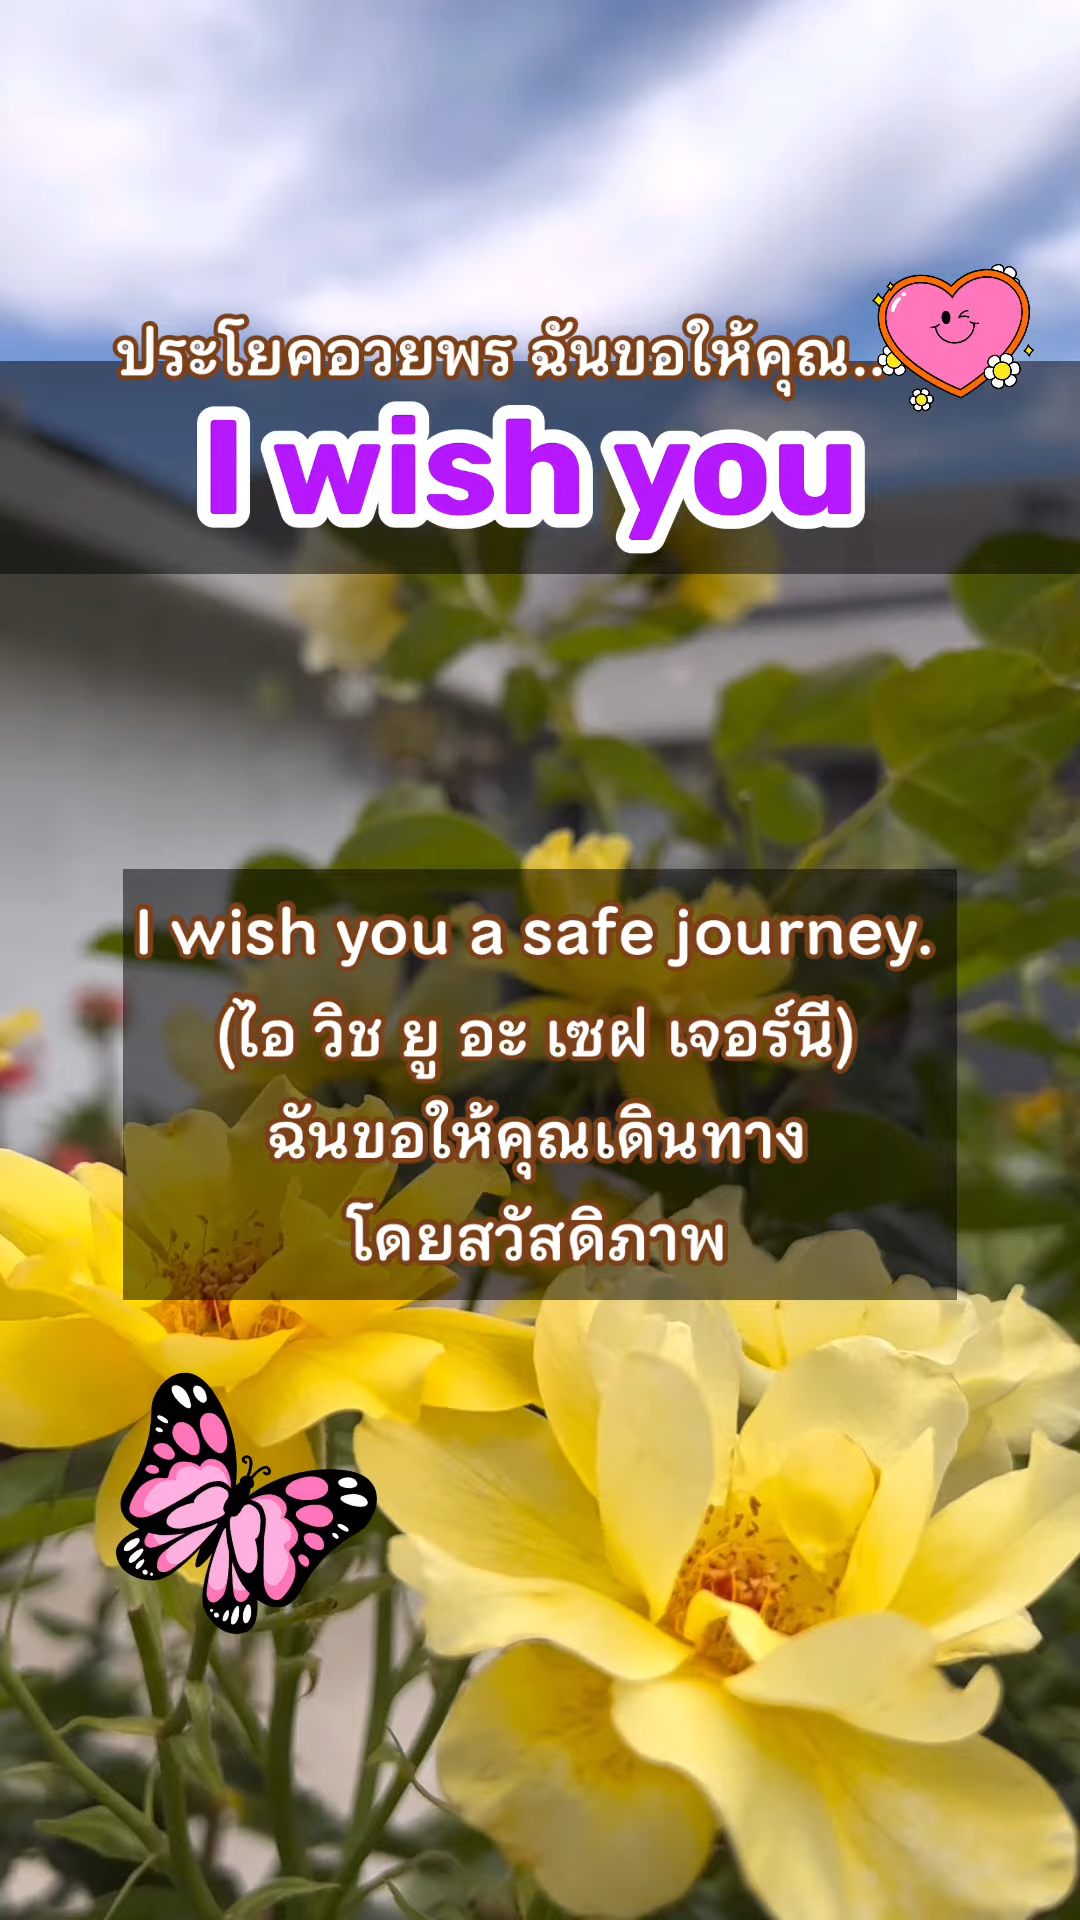 ประโยคอวยพร ฉันขอให้คุณ..
I wish you
I wish you a safe journey.
(ไอ วิช ยู อะ เซฝ เจอร์นี)
ฉันขอให้คุณเดินทาง
โดยสวัสดิภาพ